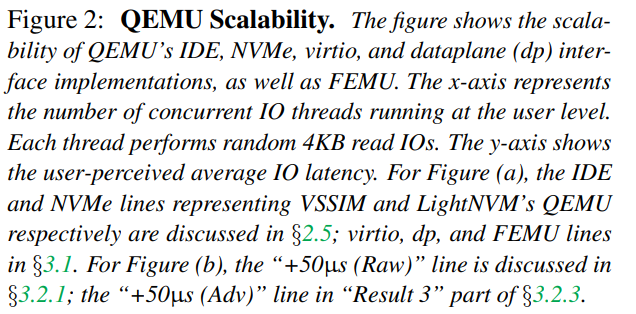 Figure 2: QEMU Scalability. The figure shows the scala-
bility of QEMU's IDE, NVMe, virtio, and dataplane (dp) inter-
face implementations, as well as FEMU. The x-axis represents
the number of concurrent IO threads running at the user level.
Each thread performs random 4KB read IOs. The y-axis shows
the user-perceived average IO latency. For Figure (a), the IDE
and NVMe lines representing VSSIM and LightNVM's QEMU
respectively are discussed in §2.5; virtio, dp, and FEMU lines
in §3.1. For Figure (b), the “+50µs (Raw)” line is discussed in
§3.2.1; the “+50µs (Adv)” line in “Result 3” part of §3.2.3.